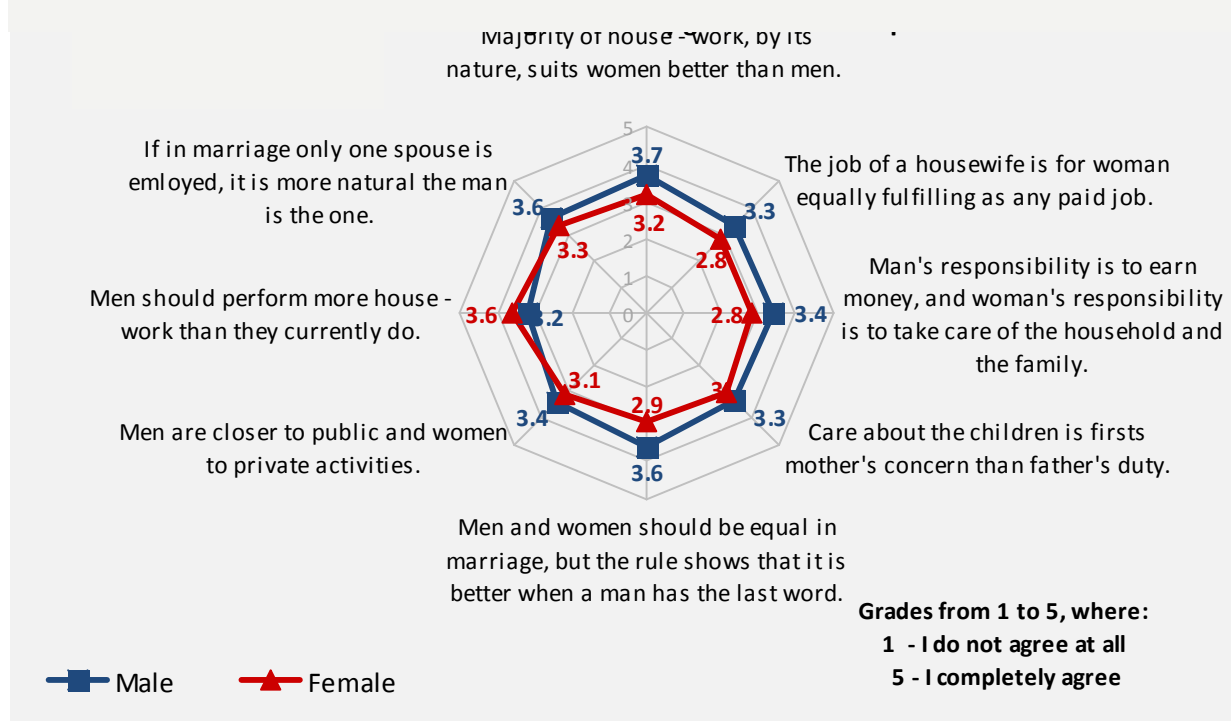 Majority of house - work, by its
nature, suits women better than men.
If in marriage only one spouse is
emloyed, it is more natural the man
is the one.
The job of a housewife is for woman
equally fulfilling as any paid job.
Men should perform more house -
work than they currently do.
Man's responsibility is to earn
money, and woman's responsibility
is to take care of the household and
the family.
Men are closer to public and women
to private activities.
Care about the children is firsts
mother's concern than father's duty.
Men and women should be equal in
marriage, but the rule shows that it is
better when a man has the last word.
5
4
3
2
1
0
3.7
3.3
3.4
3.3
3.6
3.4
3.2
3.6
3.2
2.8
2.8
2.9
3.1
3.6
3.3
Grades from 1 to 5, where:
1 - I do not agree at all
5 - I completely agree
Male
Female